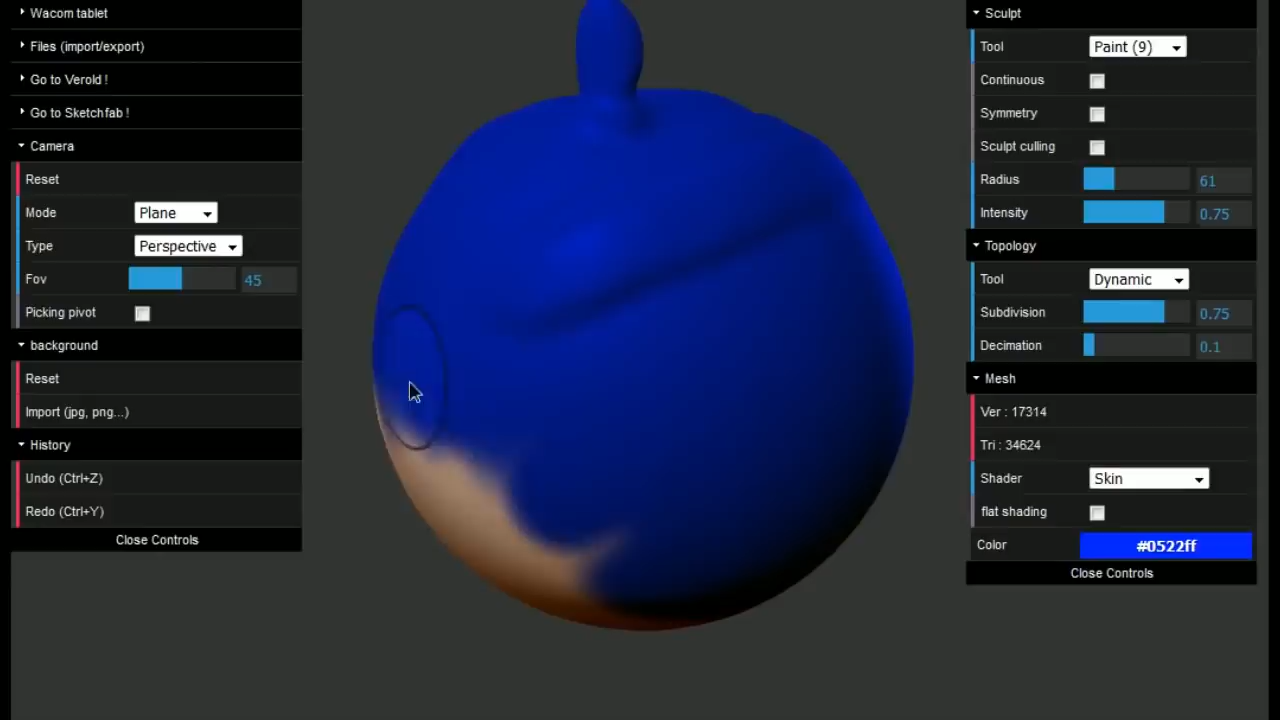 Wacom tablet
Files (import/export)
Go to Verold !
Go to Sketchfab !
Camera
Reset
Mode Plane
Type Perspective
Fov 45
Picking pivot
background
Reset
Import (jpg, png...)
History
Undo (Ctrl+Z)
Redo (Ctrl+Y)
Close Controls
Sculpt
Tool Paint (9)
Continuous
Symmetry
Sculpt culling
Radius 61
Intensity 0.75
Topology
Tool Dynamic
Subdivision 0.75
Decimation 0.1
Mesh
Ver : 17314
Tri : 34624
Shader Skin
flat shading
Color #0522ff
Close Controls